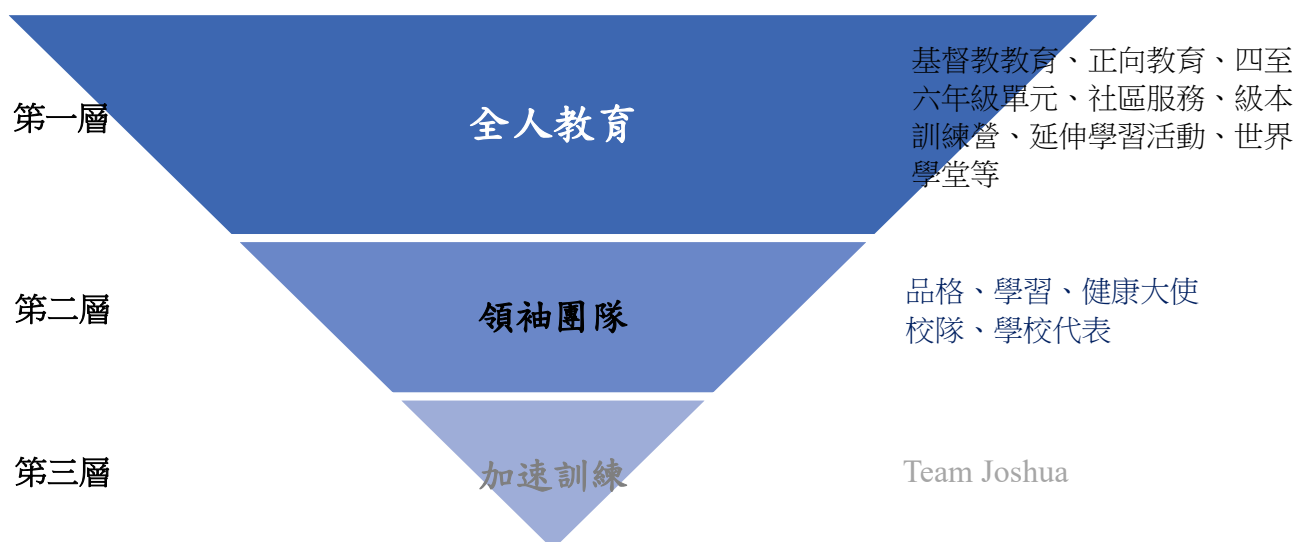 第一層
全人教育
基督教教育、正向教育、四至
六年級單元、社區服務、級本
訓練營、延伸學習活動、世界
學堂等
第二層
領袖團隊
品格、學習、健康大使
校隊、學校代表
第三層
加速訓練
Team Joshua